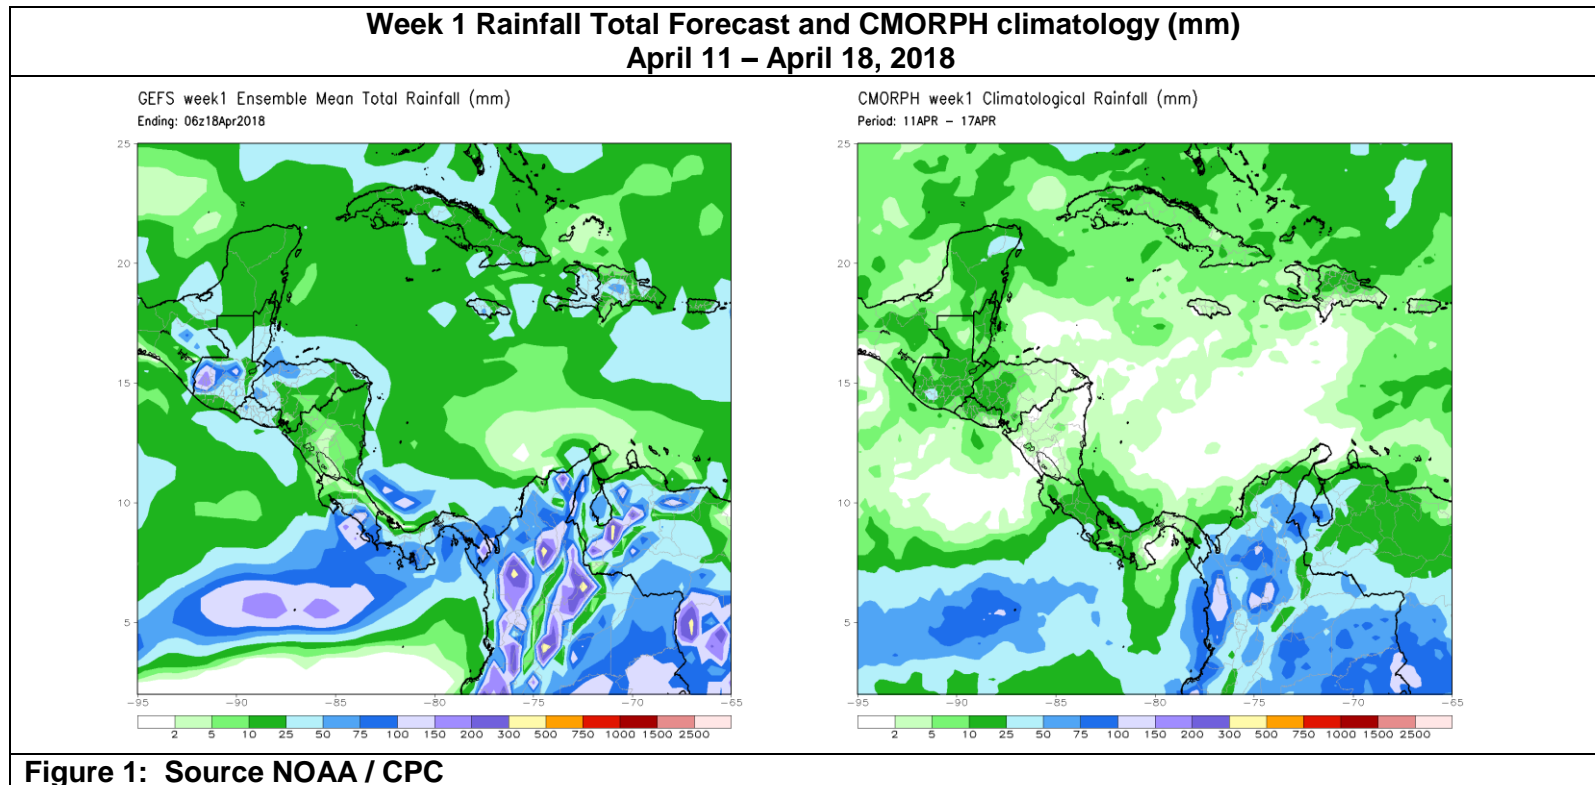 Week 1 Rainfall Total Forecast and CMORPH climatology (mm)
April 11 – April 18, 2018
GEFS week1 Ensemble Mean Total Rainfall (mm)
Ending: 06z18Apr2018
25
20
15
10
5
−95 −90 −85 −80 −75 −70 −65
2 5 10 25 50 75 100 150 200 300 500 750 1000 1500 2500
CMORPH week1 Climatological Rainfall (mm)
Period: 11APR − 17APR
25
20
15
10
5
−95 −90 −85 −80 −75 −70 −65
2 5 10 25 50 75 100 150 200 300 500 750 1000 1500 2500
Figure 1: Source NOAA / CPC